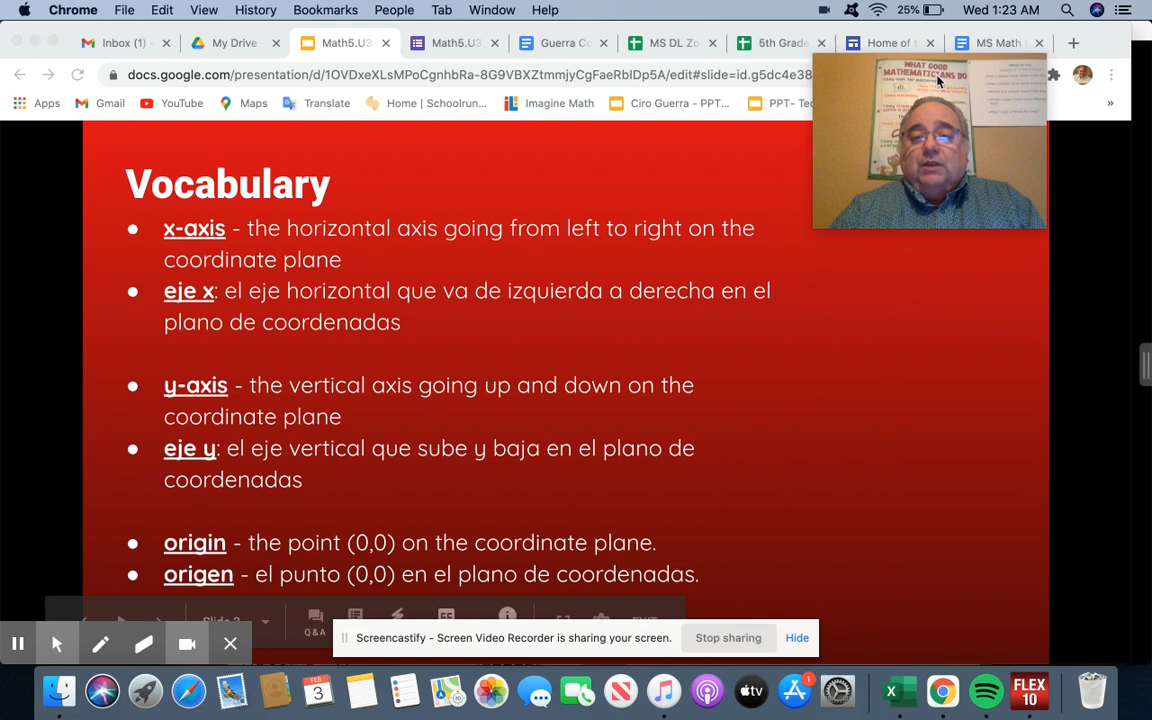 Chrome File Edit View History Bookmarks People Tab Window Help 25% Wed 1:23 AM
Inbox (1) - My Drive - Math5.U3 Math5.U3 Guerra Co MS DL Zo 5th Grade Home of MS Math
docs.google.com/presentation/d/1OVDxeXLsMPoCgnhbRa-8G9VBXZtmmjyCgFaeRbIDp5A/edit#slide=id.g5dc4e38
Apps Gmail YouTube Maps Translate Home | Schoolrun... Imagine Math Ciro Guerra - PPT... PPT- Tec »
WHAT GOOD
MATHEMATICIANS DO
Vocabulary
x-axis - the horizontal axis going from left to right on the
coordinate plane
eje x: el eje horizontal que va de izquierda a derecha en el
plano de coordenadas
y-axis - the vertical axis going up and down on the
coordinate plane
eje y: el eje vertical que sube y baja en el plano de
coordenadas
origin - the point (0,0) on the coordinate plane.
origen - el punto (0,0) en el plano de coordenadas.
Q&A
Screencastify - Screen Video Recorder is sharing your screen. Stop sharing Hide
FEB
3
tv
1
FLEX
10